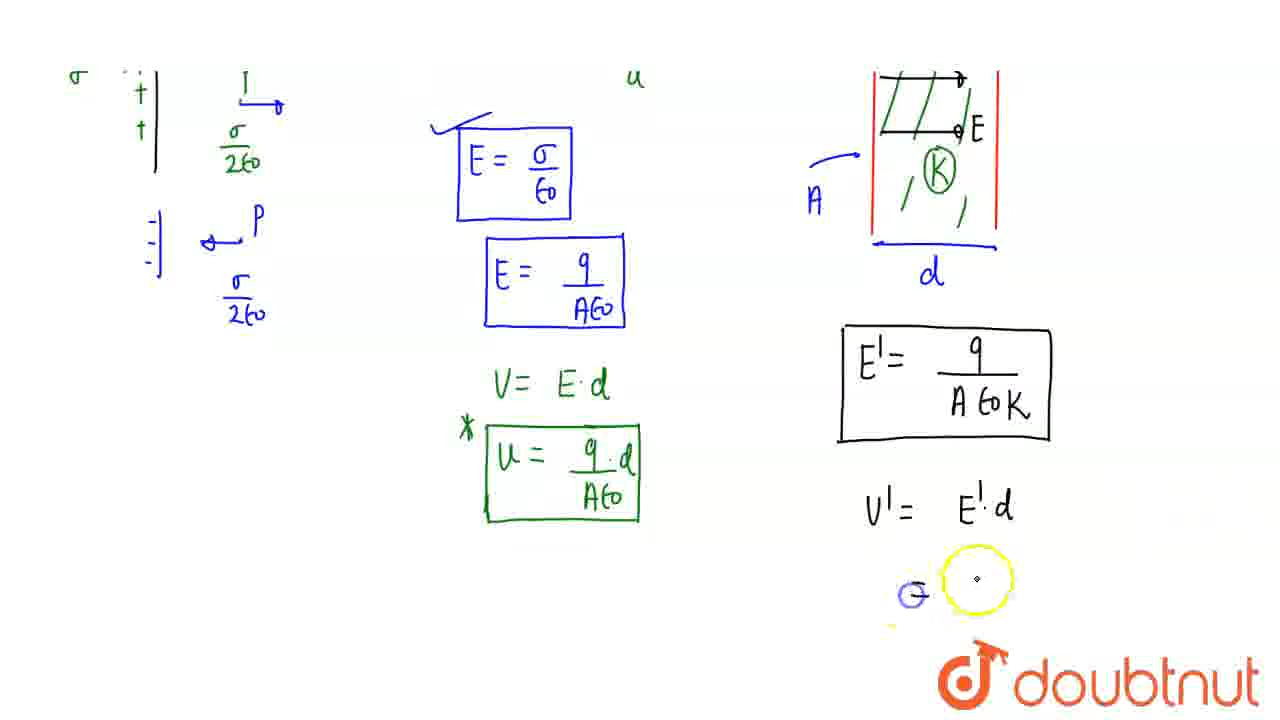 σ + I u
+ σ/2ϵ0
E = σ/ϵ0
E
K
A
P
σ/2ϵ0
E = q/Aϵ0
d
E' = q/Aϵ0K
V = E·d
* V = q·d/Aϵ0
V' = E'·d
=
doubtnut